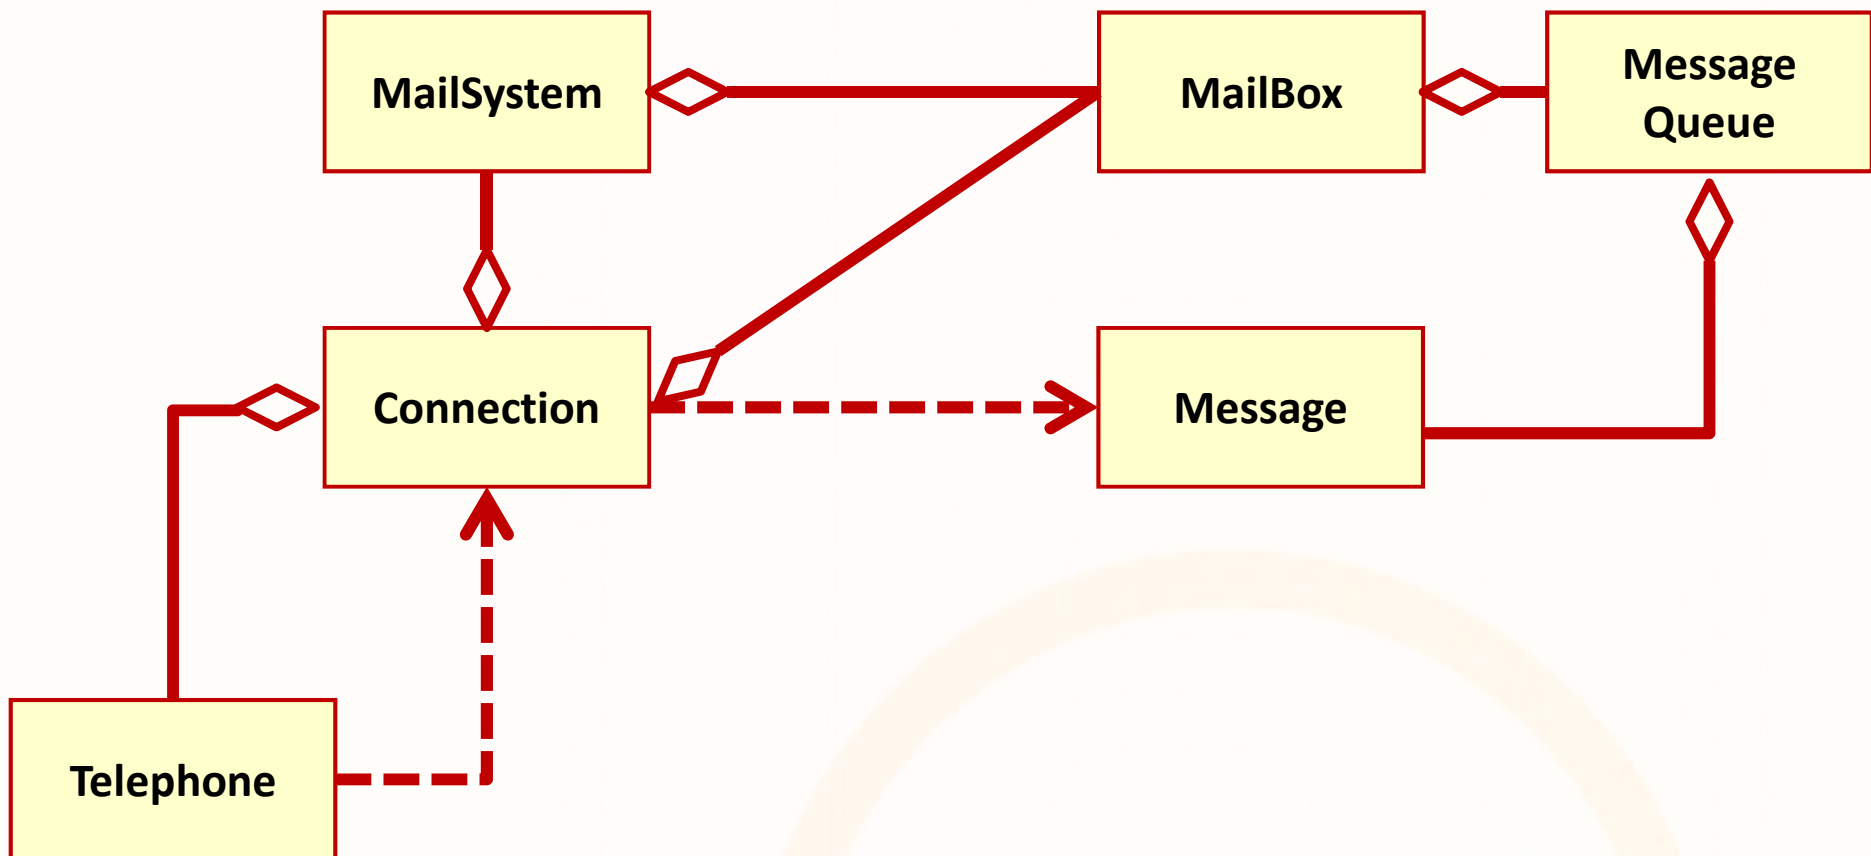 MailSystem
MailBox
Message
Queue
Connection
Message
Telephone